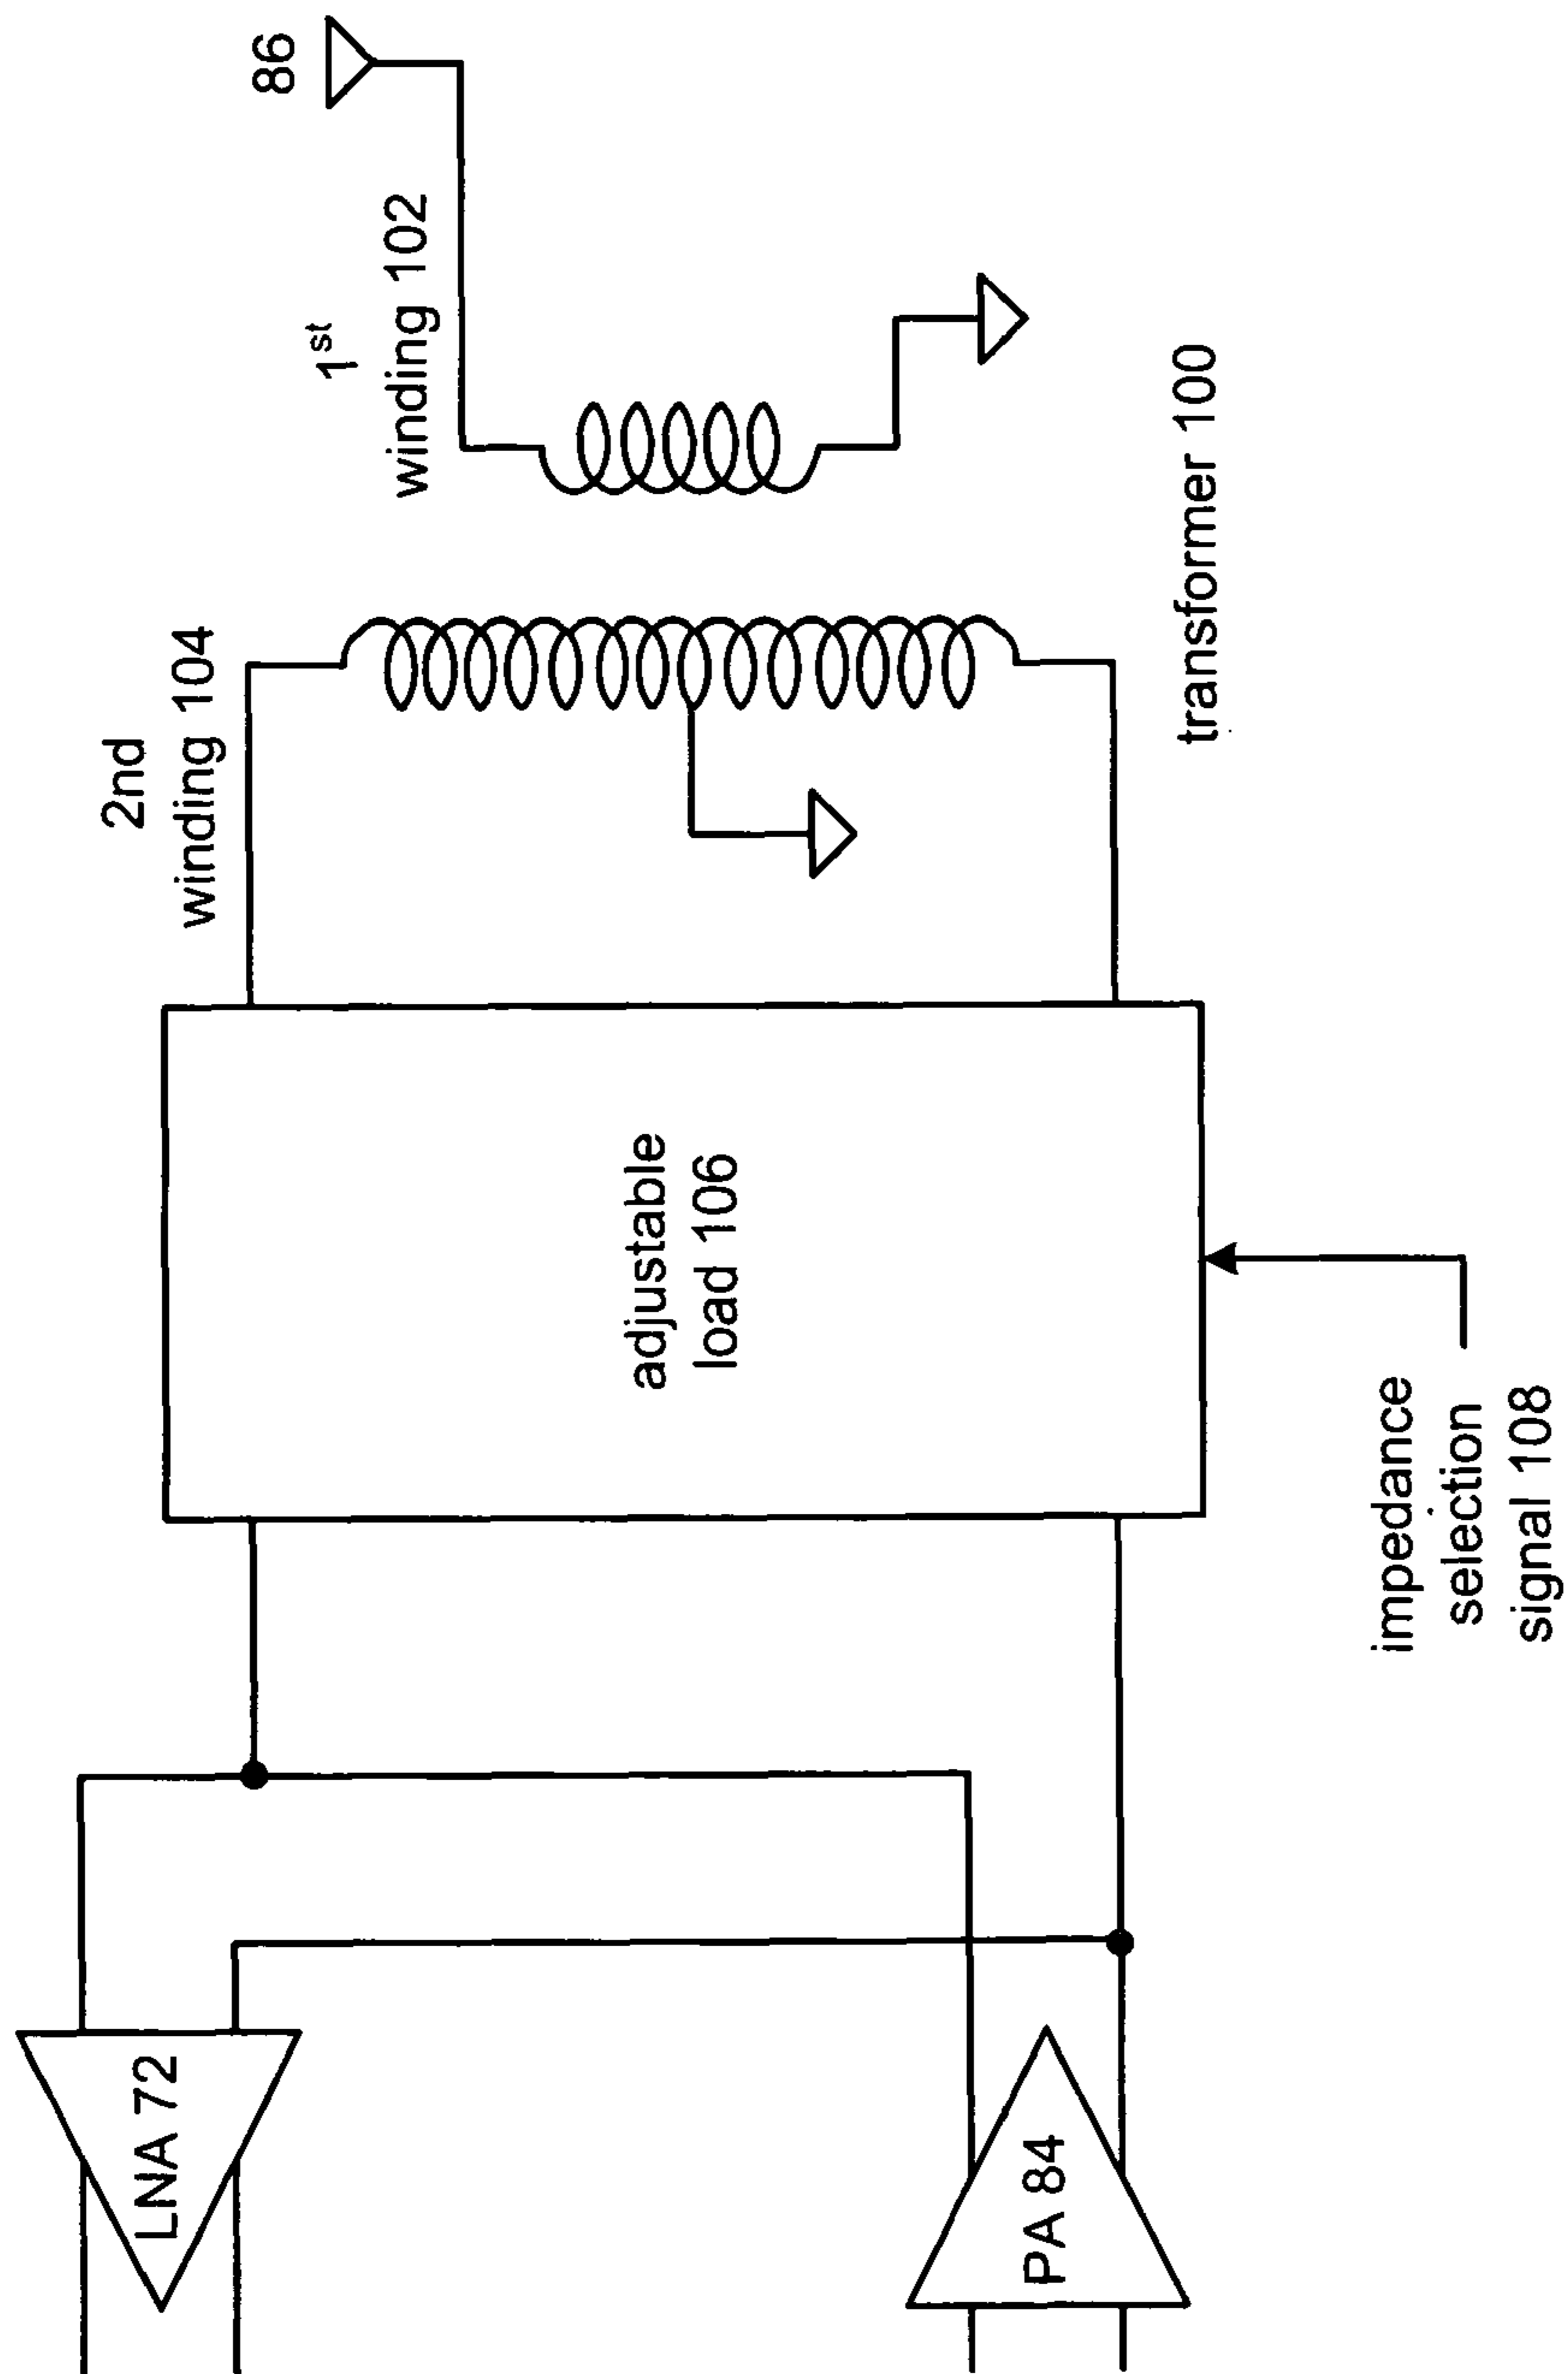 LNA 72
PA 84
adjustable
load 106
impedance
selection
signal 108
2nd
winding 104
1st
winding 102
86
transformer 100